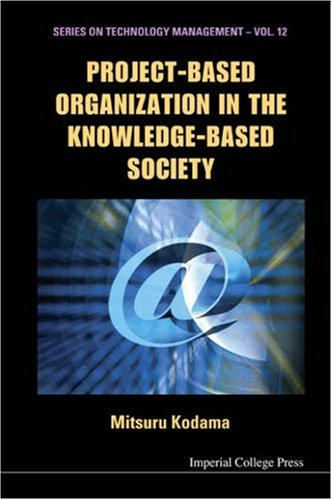 SERIES ON TECHNOLOGY MANAGEMENT – VOL. 12
PROJECT-BASED
ORGANIZATION IN THE
KNOWLEDGE-BASED
SOCIETY
@
Mitsuru Kodama
Imperial College Press